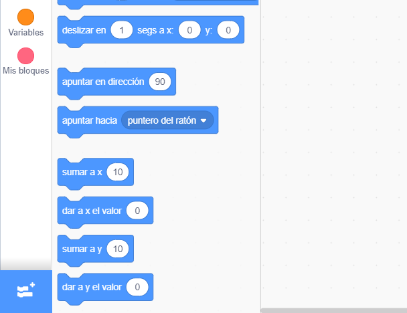 Variables
Mis bloques
deslizar en 1 segs a x: 0 y: 0
apuntar en dirección 90
apuntar hacia puntero del ratón
sumar a x 10
dar a x el valor 0
sumar a y 10
dar a y el valor 0